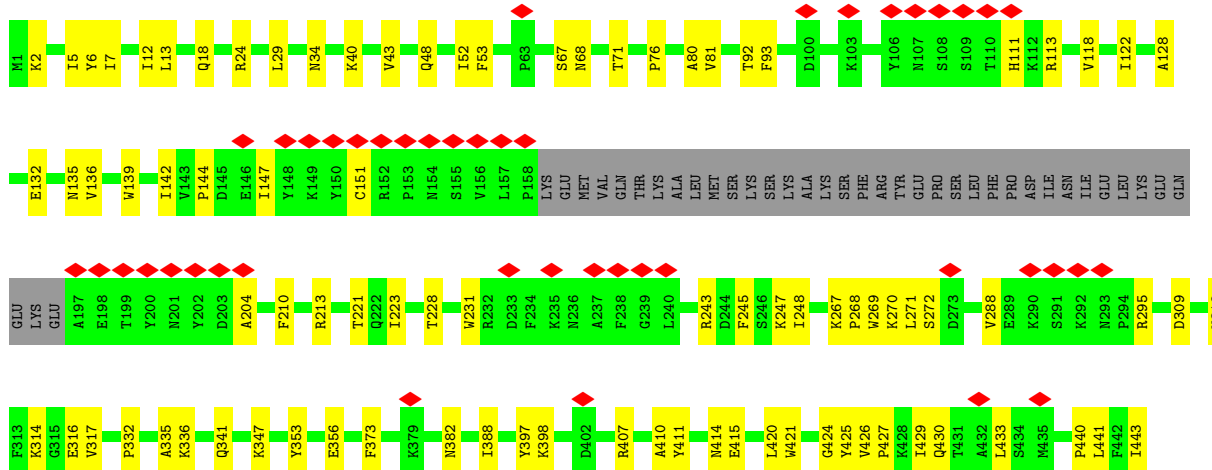 M1 K2 I5 Y6 I7 I12 L13 Q18 R24 L29 N34 K40 V43 Q48 I52 F53 P63 S67 N68 T71 P76 A80 V81 T92 F93 D100 K103 Y106 N107 S108 S109 T110 H111 K112 R113 V118 I122 A128
E132 N135 V136 W139 I142 V143 P144 D145 E146 I147 Y148 K149 Y150 C151 R152 P153 N154 S155 V156 L157 P158 LYS GLU MET VAL GLN THR LYS ALA LEU MET SER LYS SER LYS ALA LYS SER PHE ARG TYR GLU PRO SER LEU PHE PRO ASP ILE ASN ILE GLU LEU LYS GLU GLN
GLU LYS GLU A197 E198 T199 Y200 N201 Y202 D203 A204 F210 R213 T221 Q222 I223 T228 W231 R232 D233 F234 K235 N236 A237 F238 G239 L240 R243 D244 F245 S246 K247 I248 K267 P268 W269 K270 L271 S272 D273 V288 E289 K290 S291 K292 N293 P294 R295 D309
F313 K314 G315 E316 V317 P332 A335 K336 Q341 K347 Y353 E356 F373 K379 N382 I388 Y397 K398 D402 R407 A410 Y411 N414 E415 L420 W421 G424 Y425 V426 P427 K428 I429 Q430 T431 A432 L433 S434 M435 P440 L441 F442 I443